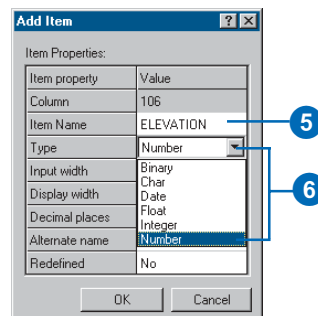 Add Item
Item Properties:
Item property Value
Column 106
Item Name ELEVATION
5
Type Number
Input width Binary
Char
Display width Date
Float
6
Decimal places Integer
Alternate name Number
Redefined No
OK Cancel